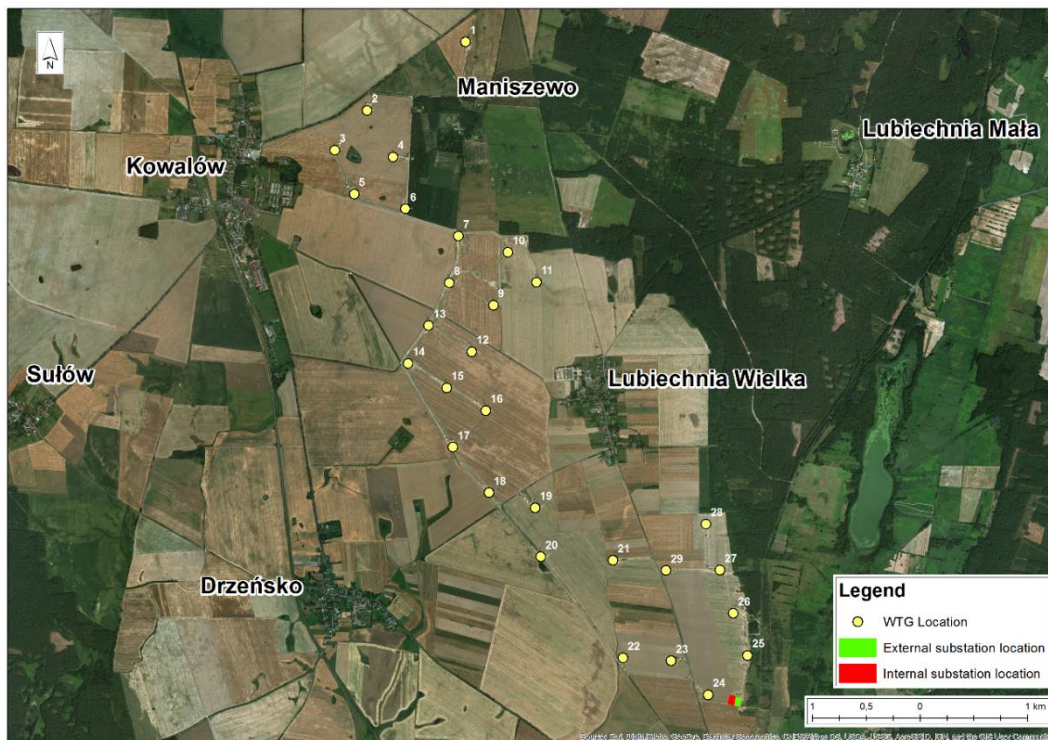 N
1
Maniszewo
2
Lubiechnia Mała
3
4
Kowalów
5
6
7
10
8
11
9
13
12
14
Sułów
15
Lubiechnia Wielka
16
17
18
19
28
20
21
29
27
Drzeńsko
Legend
WTG Location
External substation location
Internal substation location
26
25
22
23
24
1 0,5 0 1 km